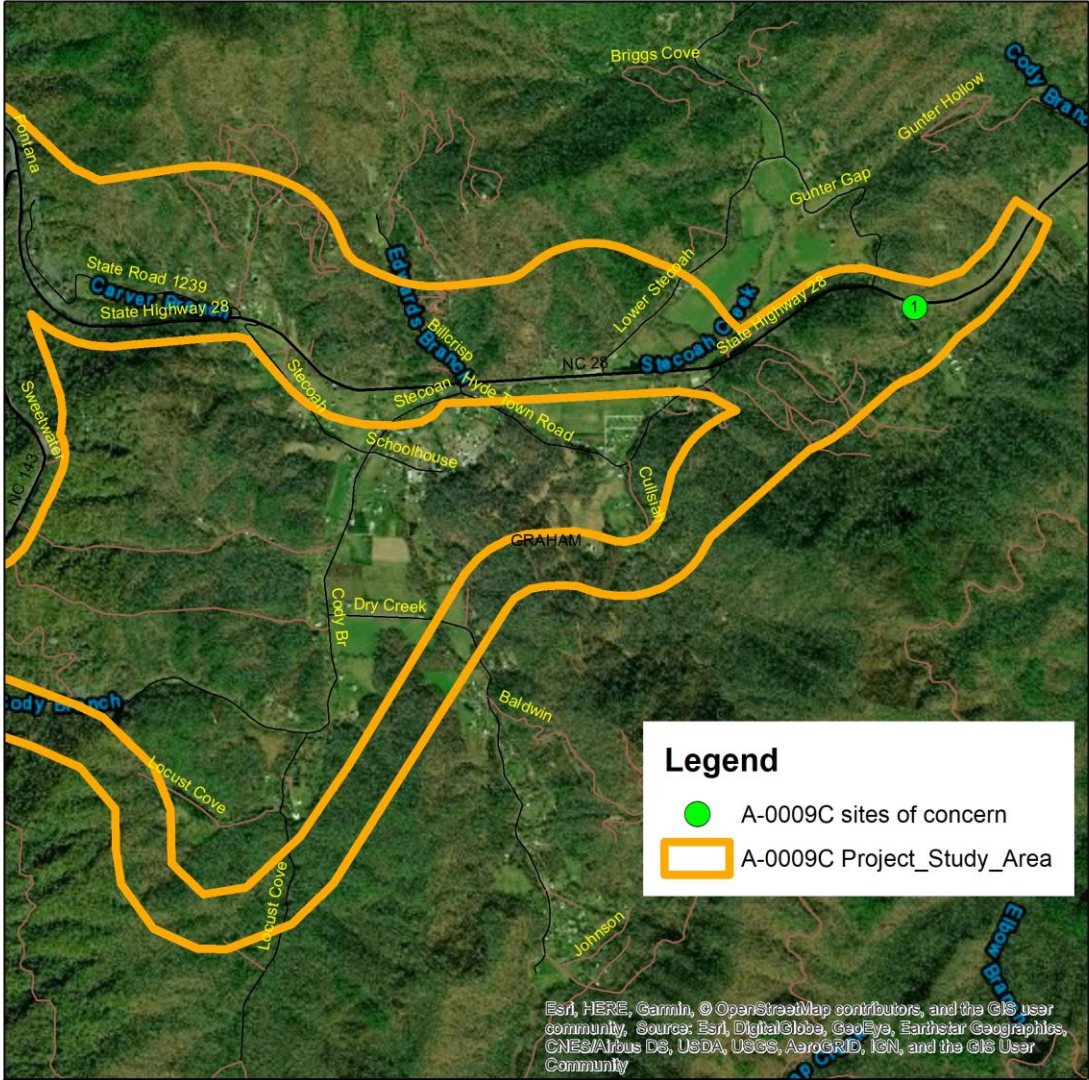 Briggs Cove
Cody Branc
Gunter Hollow
Fontana
Gunter Gap
State Road 1239
Lower Stecoah
State Highway 28
Edwards Branch
Billcrisp
Stecoah Creek
State Highway 28
1
NC 28
Stecoah
Stecoah
Hyde Town Road
Sweetwater
Schoolhouse
NC 143
GRAHAM
Cody Br
Dry Creek
Cody Branch
Baldwin
Locust Cove
Locust Cove
Johnson
Elbow Branch
Legend
A-0009C sites of concern
A-0009C Project_Study_Area
Esri, HERE, Garmin, © OpenStreetMap contributors, and the GIS user
community, Source: Esri, DigitalGlobe, GeoEye, Earthstar Geographics,
CNES/Airbus DS, USDA, USGS, AeroGRID, IGN, and the GIS User
Community